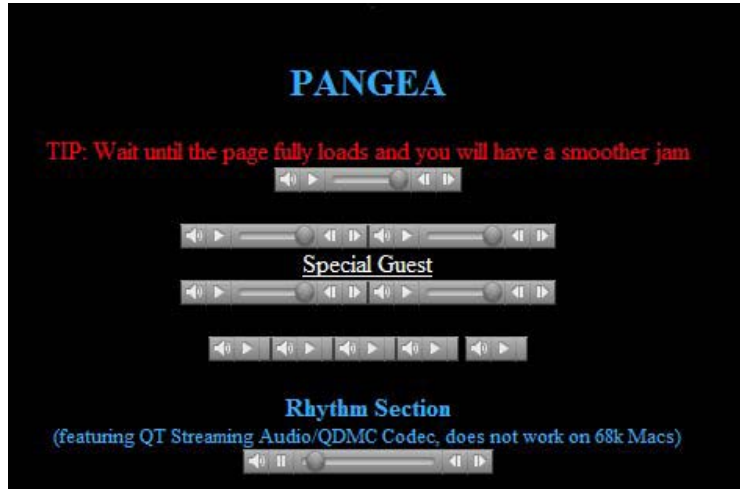 PANGEA
TIP: Wait until the page fully loads and you will have a smoother jam
Special Guest
Rhythm Section
(featuring QT Streaming Audio/QDMC Codec, does not work on 68k Macs)